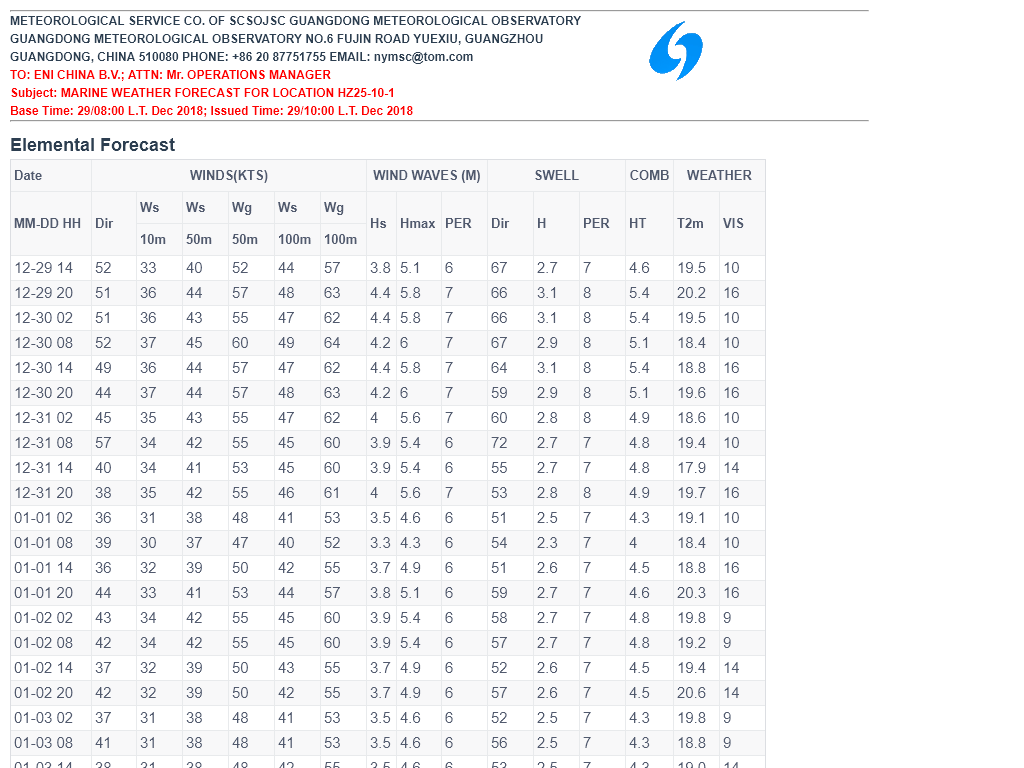 METEOROLOGICAL SERVICE CO. OF SCSOJSC GUANGDONG METEOROLOGICAL OBSERVATORY
GUANGDONG METEOROLOGICAL OBSERVATORY NO.6 FUJIN ROAD YUEXIU, GUANGZHOU
GUANGDONG, CHINA 510080 PHONE: +86 20 87751755 EMAIL: nymsc@tom.com
TO: ENI CHINA B.V.; ATTN: Mr. OPERATIONS MANAGER
Subject: MARINE WEATHER FORECAST FOR LOCATION HZ25-10-1
Base Time: 29/08:00 L.T. Dec 2018; Issued Time: 29/10:00 L.T. Dec 2018
Elemental Forecast
Date WINDS(KTS) WIND WAVES (M) SWELL COMB WEATHER
MM-DD HH Dir Ws Ws Wg Ws Wg Hs Hmax PER Dir H PER HT T2m VIS
10m 50m 50m 100m 100m
12-29 14 52 33 40 52 44 57 3.8 5.1 6 67 2.7 7 4.6 19.5 10
12-29 20 51 36 44 57 48 63 4.4 5.8 7 66 3.1 8 5.4 20.2 16
12-30 02 51 36 43 55 47 62 4.4 5.8 7 66 3.1 8 5.4 19.5 10
12-30 08 52 37 45 60 49 64 4.2 6 7 67 2.9 8 5.1 18.4 10
12-30 14 49 36 44 57 47 62 4.4 5.8 7 64 3.1 8 5.4 18.8 16
12-30 20 44 37 44 57 48 63 4.2 6 7 59 2.9 8 5.1 19.6 16
12-31 02 45 35 43 55 47 62 4 5.6 7 60 2.8 8 4.9 18.6 10
12-31 08 57 34 42 55 45 60 3.9 5.4 6 72 2.7 7 4.8 19.4 10
12-31 14 40 34 41 53 45 60 3.9 5.4 6 55 2.7 7 4.8 17.9 14
12-31 20 38 35 42 55 46 61 4 5.6 7 53 2.8 8 4.9 19.7 16
01-01 02 36 31 38 48 41 53 3.5 4.6 6 51 2.5 7 4.3 19.1 10
01-01 08 39 30 37 47 40 52 3.3 4.3 6 54 2.3 7 4 18.4 10
01-01 14 36 32 39 50 42 55 3.7 4.9 6 51 2.6 7 4.5 18.8 16
01-01 20 44 33 41 53 44 57 3.8 5.1 6 59 2.7 7 4.6 20.3 16
01-02 02 43 34 42 55 45 60 3.9 5.4 6 58 2.7 7 4.8 19.8 9
01-02 08 42 34 42 55 45 60 3.9 5.4 6 57 2.7 7 4.8 19.2 9
01-02 14 37 32 39 50 43 55 3.7 4.9 6 52 2.6 7 4.5 19.4 14
01-02 20 42 32 39 50 42 55 3.7 4.9 6 57 2.6 7 4.5 20.6 14
01-03 02 37 31 38 48 41 53 3.5 4.6 6 52 2.5 7 4.3 19.8 9
01-03 08 41 31 38 48 41 53 3.5 4.6 6 56 2.5 7 4.3 18.8 9
01-03 14 38 31 38 48 42 55 3.5 4.6 6 53 2.5 7 4.3 19.0 14